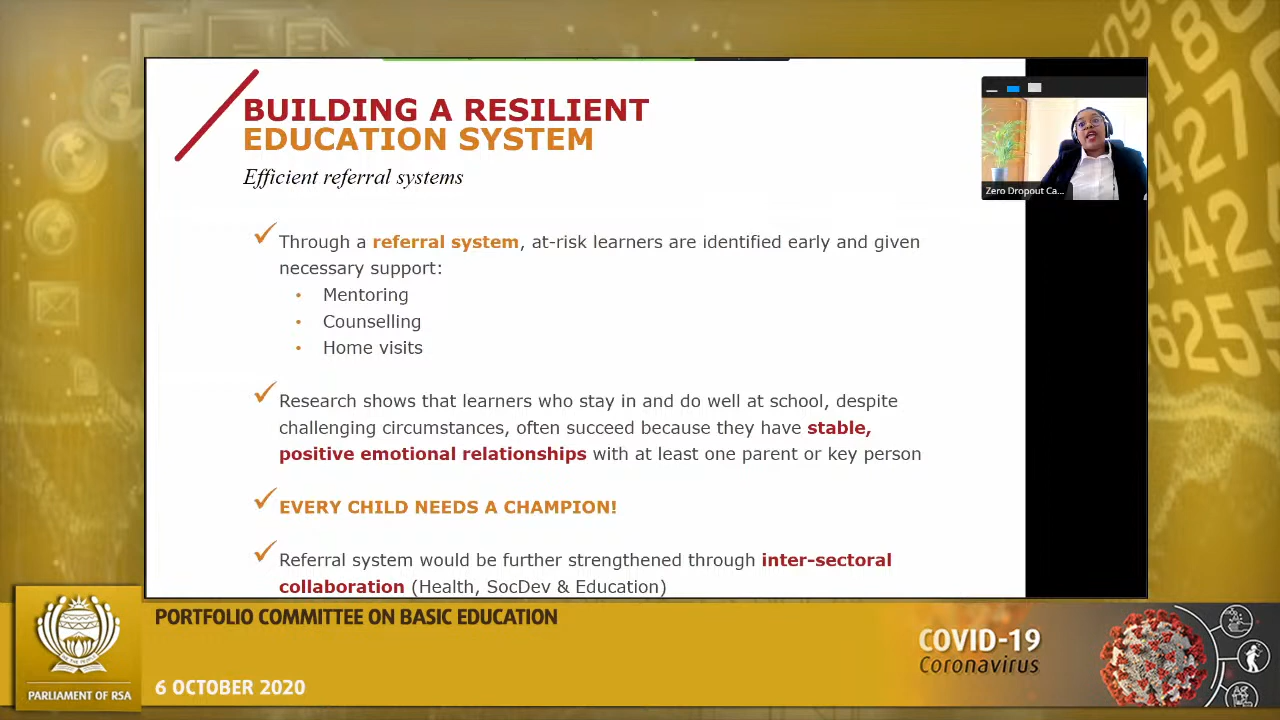 BUILDING A RESILIENT
EDUCATION SYSTEM
Efficient referral systems
Through a referral system, at-risk learners are identified early and given
necessary support:
• Mentoring
• Counselling
• Home visits
Research shows that learners who stay in and do well at school, despite
challenging circumstances, often succeed because they have stable,
positive emotional relationships with at least one parent or key person
EVERY CHILD NEEDS A CHAMPION!
Referral system would be further strengthened through inter-sectoral
collaboration (Health, SocDev & Education)
Zero Dropout Ca...
PORTFOLIO COMMITTEE ON BASIC EDUCATION
6 OCTOBER 2020
PARLIAMENT OF RSA
COVID-19
Coronavirus